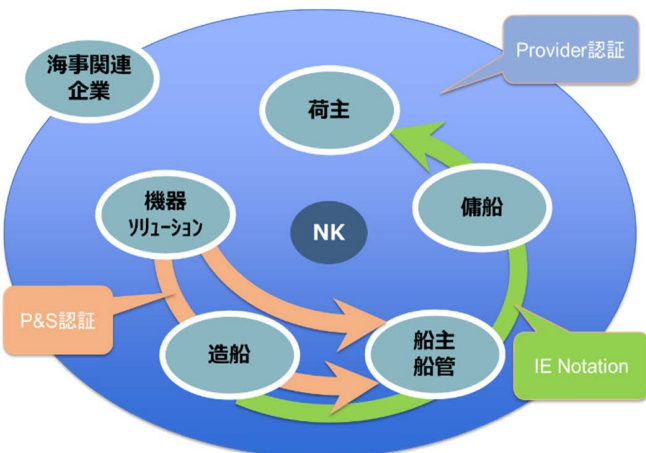 海事関連
企業
Provider認証
荷主
機器
ソリューション
NK
傭船
P&S認証
造船
船主
船管
IE Notation